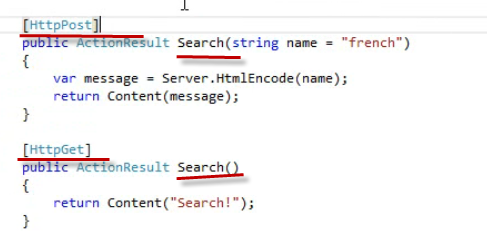 [HttpPost]
public ActionResult Search(string name = "french")
{
    var message = Server.HtmlEncode(name);
    return Content(message);
}
[HttpGet]
public ActionResult Search()
{
    return Content("Search!");
}